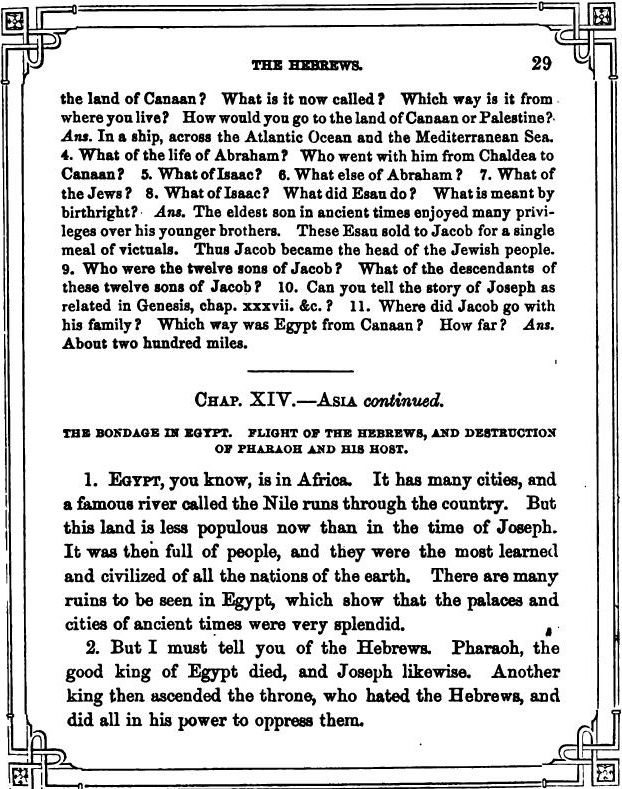 THE HEBREWS. 29
the land of Canaan? What is it now called? Which way is it from
where you live? How would you go to the land of Canaan or Palestine?
Ans. In a ship, across the Atlantic Ocean and the Mediterranean Sea.
4. What of the life of Abraham? Who went with him from Chaldea to
Canaan? 5. What of Isaac? 6. What else of Abraham? 7. What of
the Jews? 8. What of Isaac? What did Esau do? What is meant by
birthright? Ans. The eldest son in ancient times enjoyed many privi-
leges over his younger brothers. These Esau sold to Jacob for a single
meal of victuals. Thus Jacob became the head of the Jewish people.
9. Who were the twelve sons of Jacob? What of the descendants of
these twelve sons of Jacob? 10. Can you tell the story of Joseph as
related in Genesis, chap. xxxvii. &c.? 11. Where did Jacob go with
his family? Which way was Egypt from Canaan? How far? Ans.
About two hundred miles.
CHAP. XIV.—ASIA continued.
THE BONDAGE IN EGYPT. FLIGHT OF THE HEBREWS, AND DESTRUCTION
OF PHARAOH AND HIS HOST.
1. EGYPT, you know, is in Africa. It has many cities, and
a famous river called the Nile runs through the country. But
this land is less populous now than in the time of Joseph.
It was then full of people, and they were the most learned
and civilized of all the nations of the earth. There are many
ruins to be seen in Egypt, which show that the palaces and
cities of ancient times were very splendid.
2. But I must tell you of the Hebrews. Pharaoh, the
good king of Egypt died, and Joseph likewise. Another
king then ascended the throne, who hated the Hebrews, and
did all in his power to oppress them.